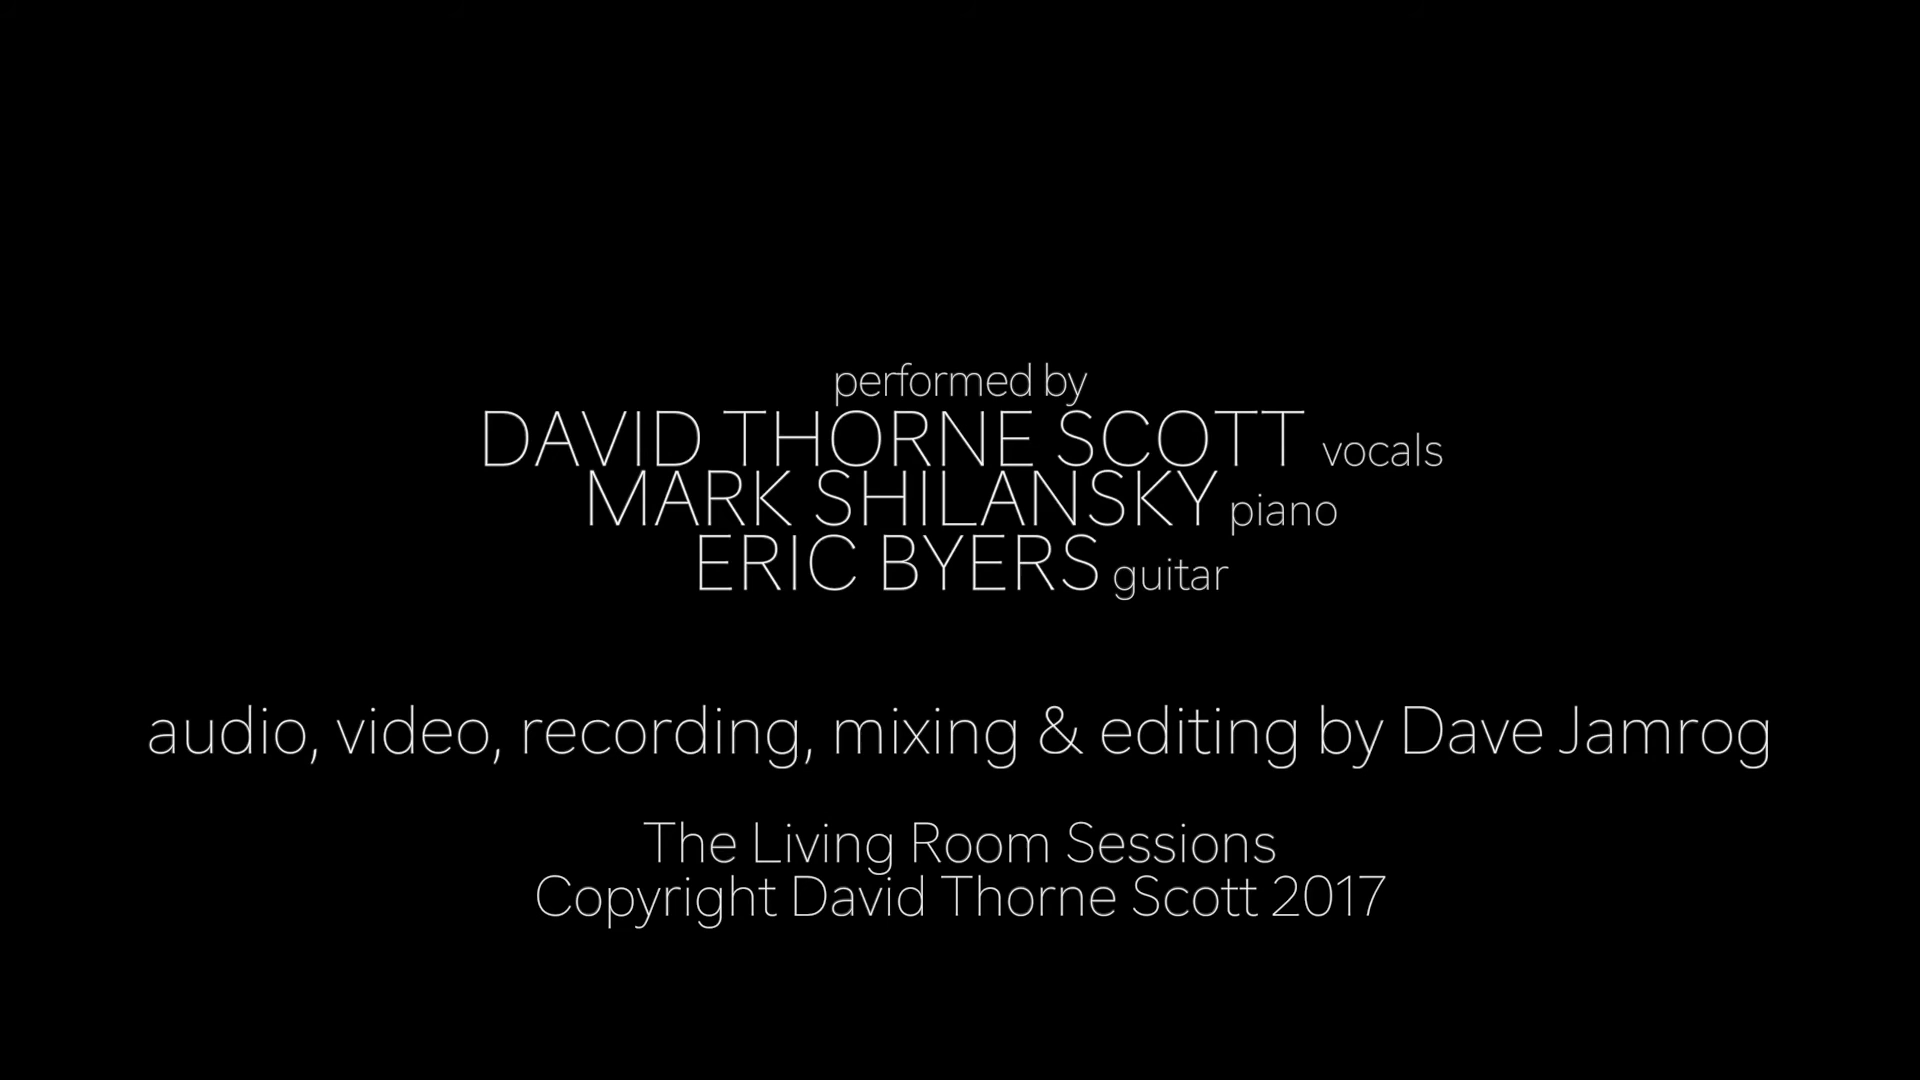 performed by
DAVID THORNE SCOTT vocals
MARK SHILANSKY piano
ERIC BYERS guitar
audio, video, recording, mixing & editing by Dave Jamrog
The Living Room Sessions
Copyright David Thorne Scott 2017